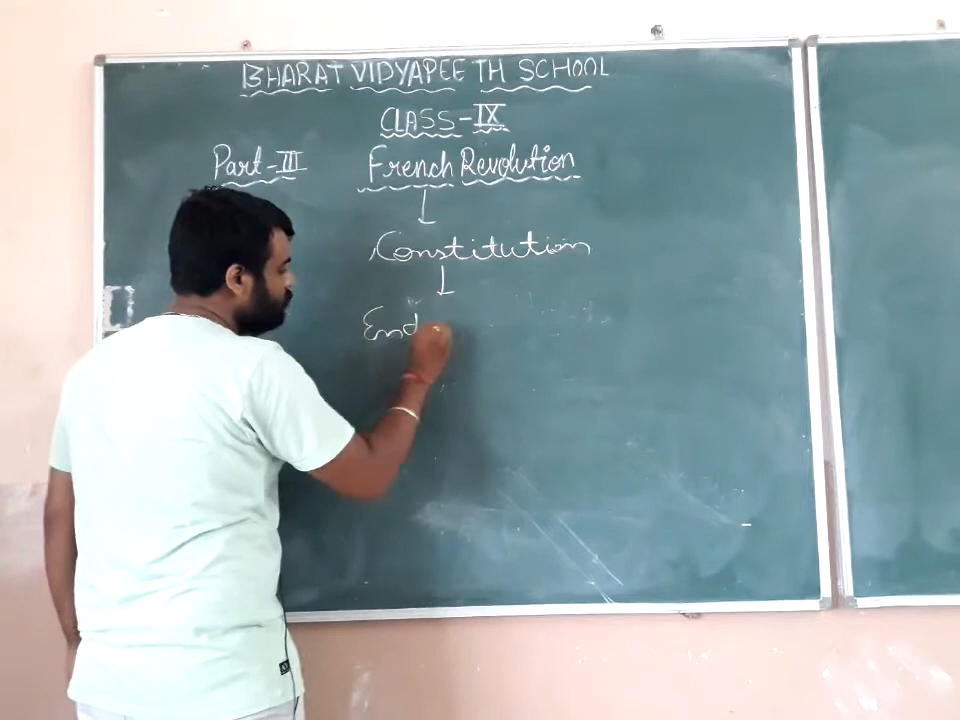 BHARAT VIDYAPEETH SCHOOL
CLASS-IX
Part-III French Revolution
Constitution
End